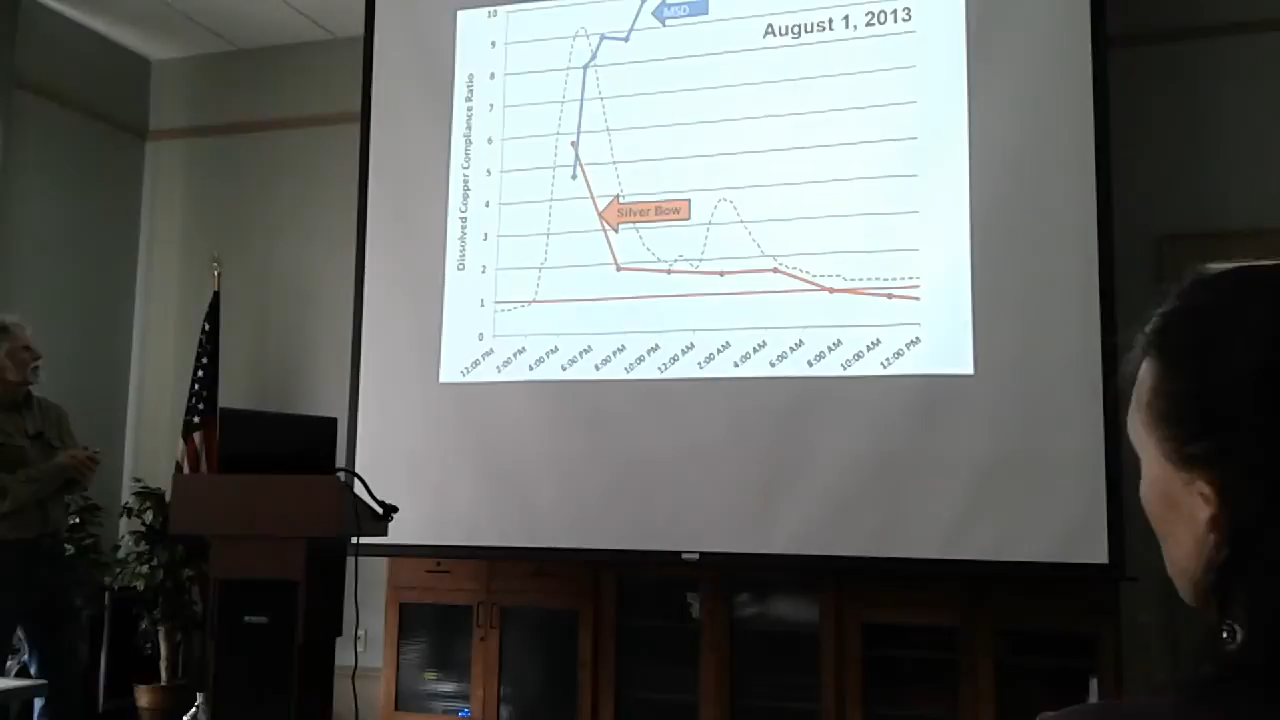 MSD
August 1, 2013
Dissolved Copper Compliance Ratio
10
9
8
7
6
5
4
3
2
1
0
Silver Bow
12:00 PM
2:00 PM
4:00 PM
6:00 PM
8:00 PM
10:00 PM
12:00 AM
2:00 AM
4:00 AM
6:00 AM
8:00 AM
10:00 AM
12:00 PM